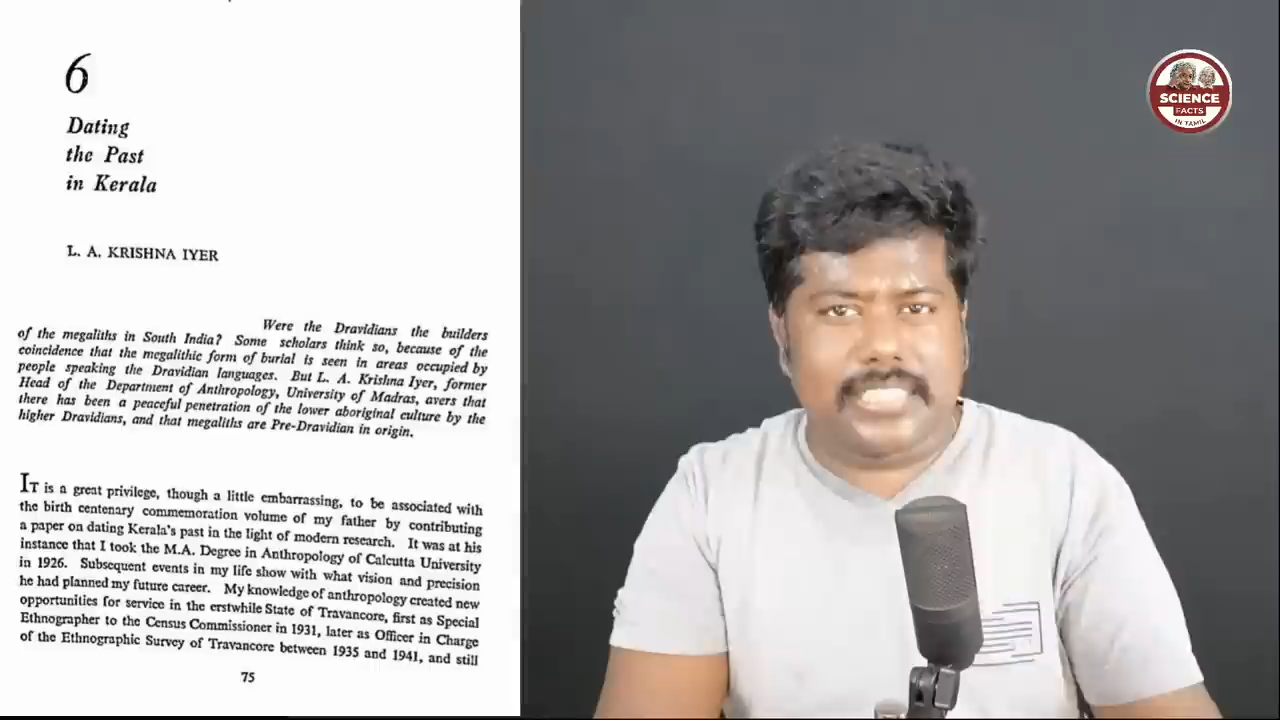 6
Dating
the Past
in Kerala
L. A. KRISHNA IYER
Were the Dravidians the builders
of the megaliths in South India? Some scholars think so, because of the
coincidence that the megalithic form of burial is seen in areas occupied by
people speaking the Dravidian languages. But L. A. Krishna Iyer, former
Head of the Department of Anthropology, University of Madras, avers that
there has been a peaceful penetration of the lower aboriginal culture by the
higher Dravidians, and that megaliths are Pre-Dravidian in origin.
IT is a great privilege, though a little embarrassing, to be associated with
the birth centenary commemoration volume of my father by contributing
a paper on dating Kerala's past in the light of modern research. It was at his
instance that I took the M.A. Degree in Anthropology of Calcutta University
in 1926. Subsequent events in my life show with what vision and precision
he had planned my future career. My knowledge of anthropology created new
opportunities for service in the erstwhile State of Travancore, first as Special
Ethnographer to the Census Commissioner in 1931, later as Officer in Charge
of the Ethnographic Survey of Travancore between 1935 and 1941, and still
75
SCIENCE
FACTS
IN TAMIL